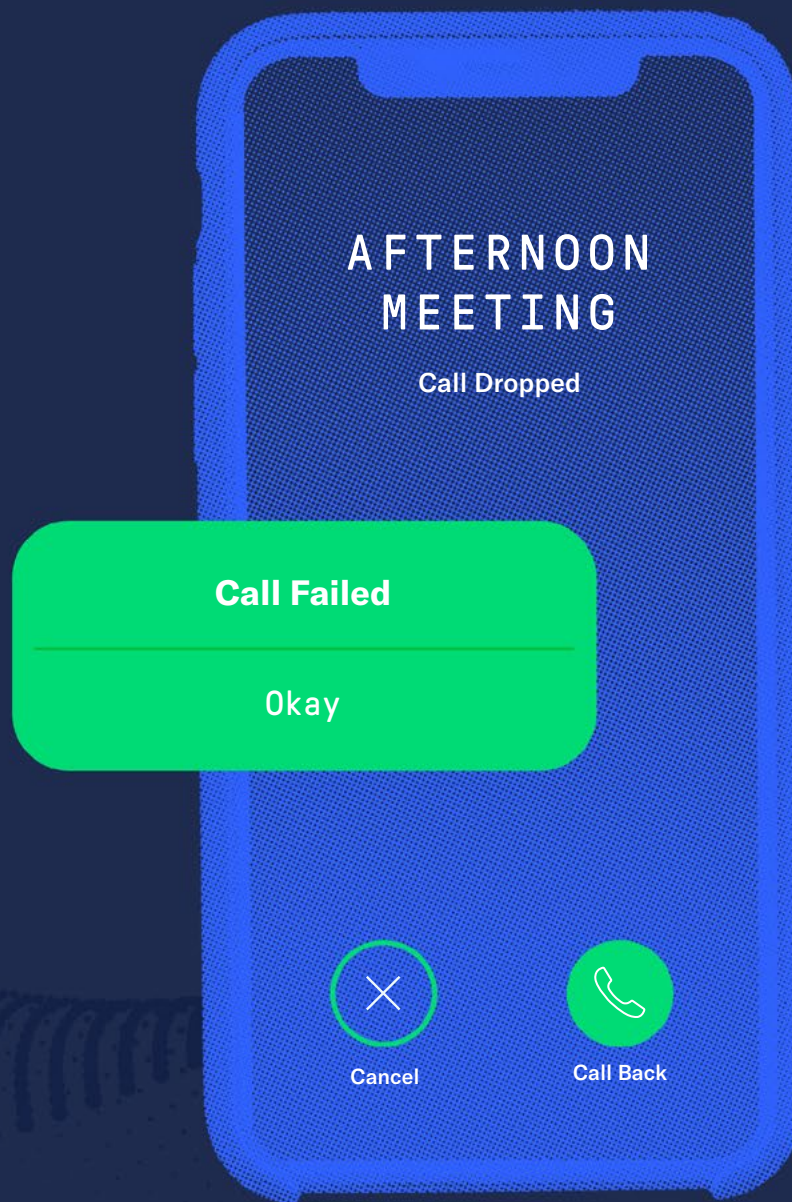 AFTERNOON
MEETING
Call Dropped
Call Failed
Okay
Cancel
Call Back